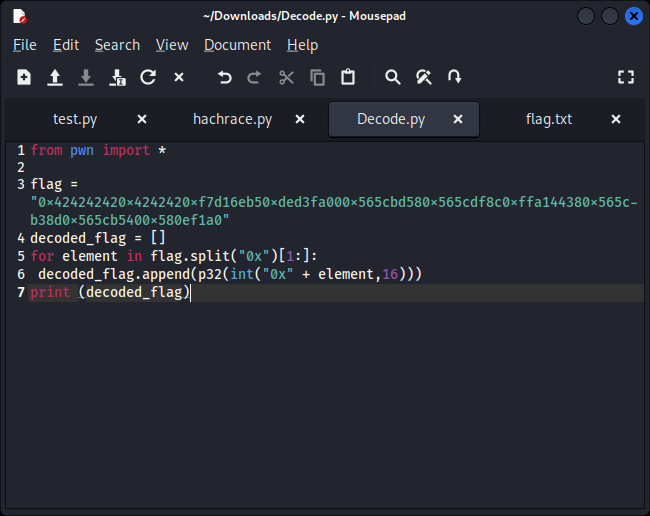 ~/Downloads/Decode.py - Mousepad
File Edit Search View Document Help
test.py hachrace.py Decode.py flag.txt
1 from pwn import *
2
3 flag =
"0×424242420×4242420×f7d16eb50×ded3fa000×565cbd580×565cdf8c0×ffa144380×565c-
b38d0×565cb5400×580ef1a0"
4 decoded_flag = []
5 for element in flag.split("0x")[1:]:
6  decoded_flag.append(p32(int("0x" + element,16)))
7 print (decoded_flag)